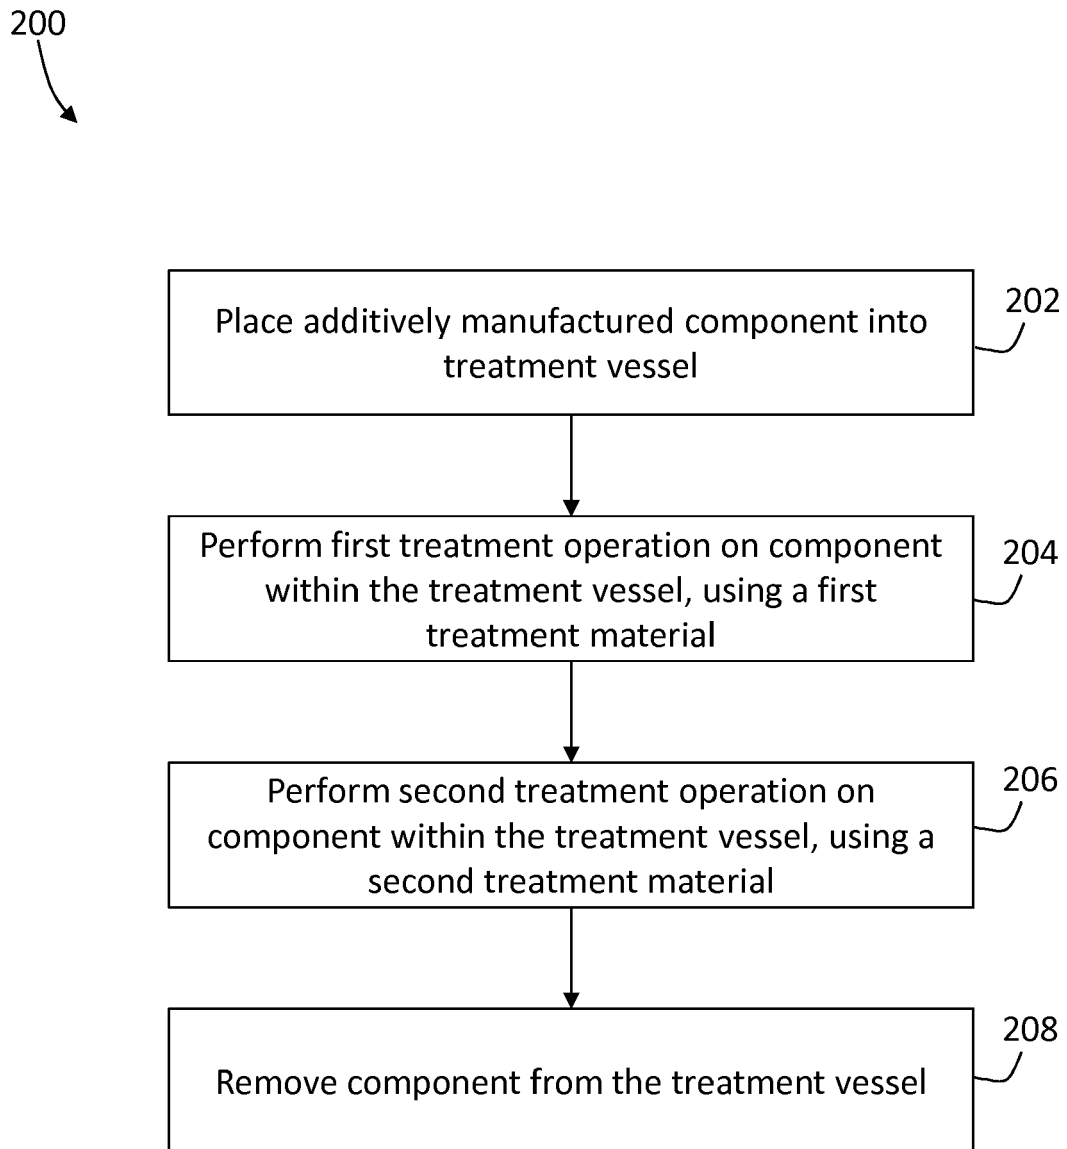 200
Place additively manufactured component into
treatment vessel
202
Perform first treatment operation on component
within the treatment vessel, using a first
treatment material
204
Perform second treatment operation on
component within the treatment vessel, using a
second treatment material
206
Remove component from the treatment vessel
208